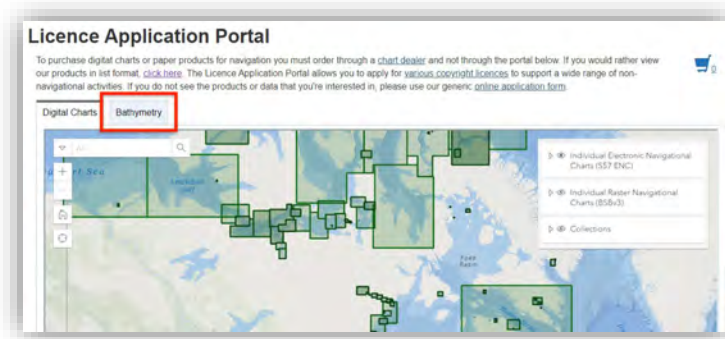 Licence Application Portal
To purchase digital charts or paper products for navigation you must order through a chart dealer and not through the portal below. If you would rather view
our products in list format, click here. The Licence Application Portal allows you to apply for various copyright licences to support a wide range of non-
navigational activities. If you do not see the products or data that you're interested in, please use our generic online application form.
0
Digital Charts
Bathymetry
All
Individual Electronic Navigational
Charts (S57 ENC)
Individual Raster Navigational
Charts (BSBv3)
Collections
Foxe
Basin